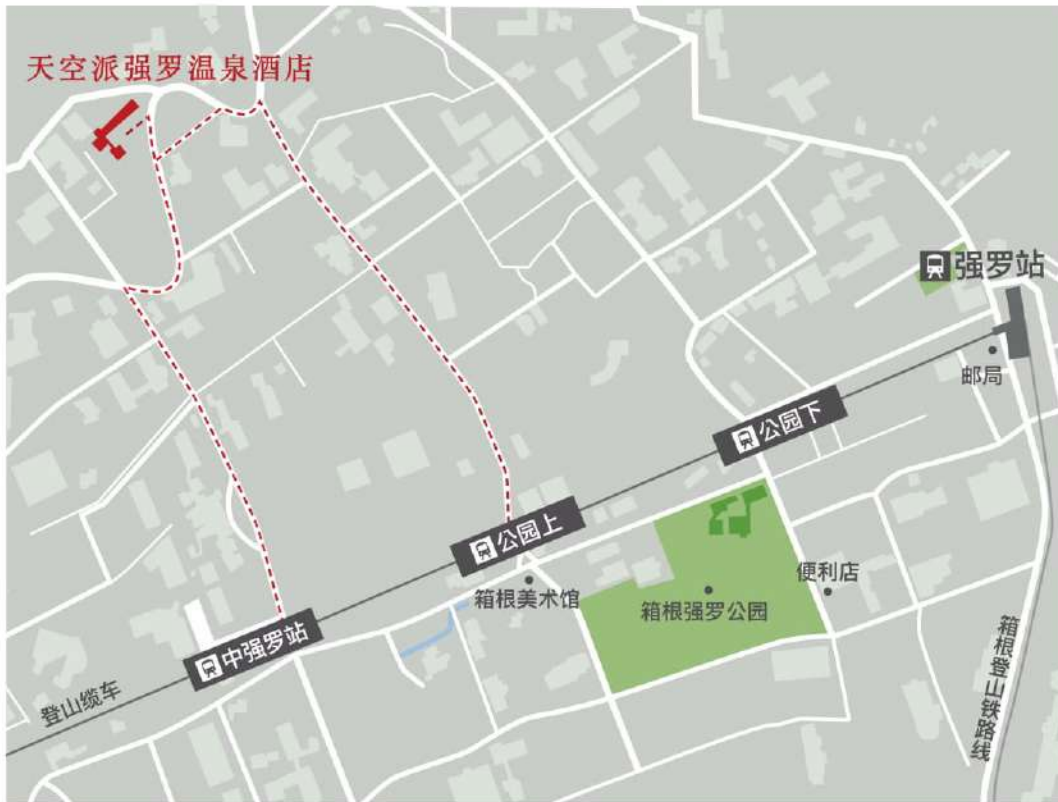 天空派强罗温泉酒店
强罗站
邮局
公园下
公园上
便利店
箱根美术馆
箱根强罗公园
中强罗站
登山缆车
箱根登山铁路线